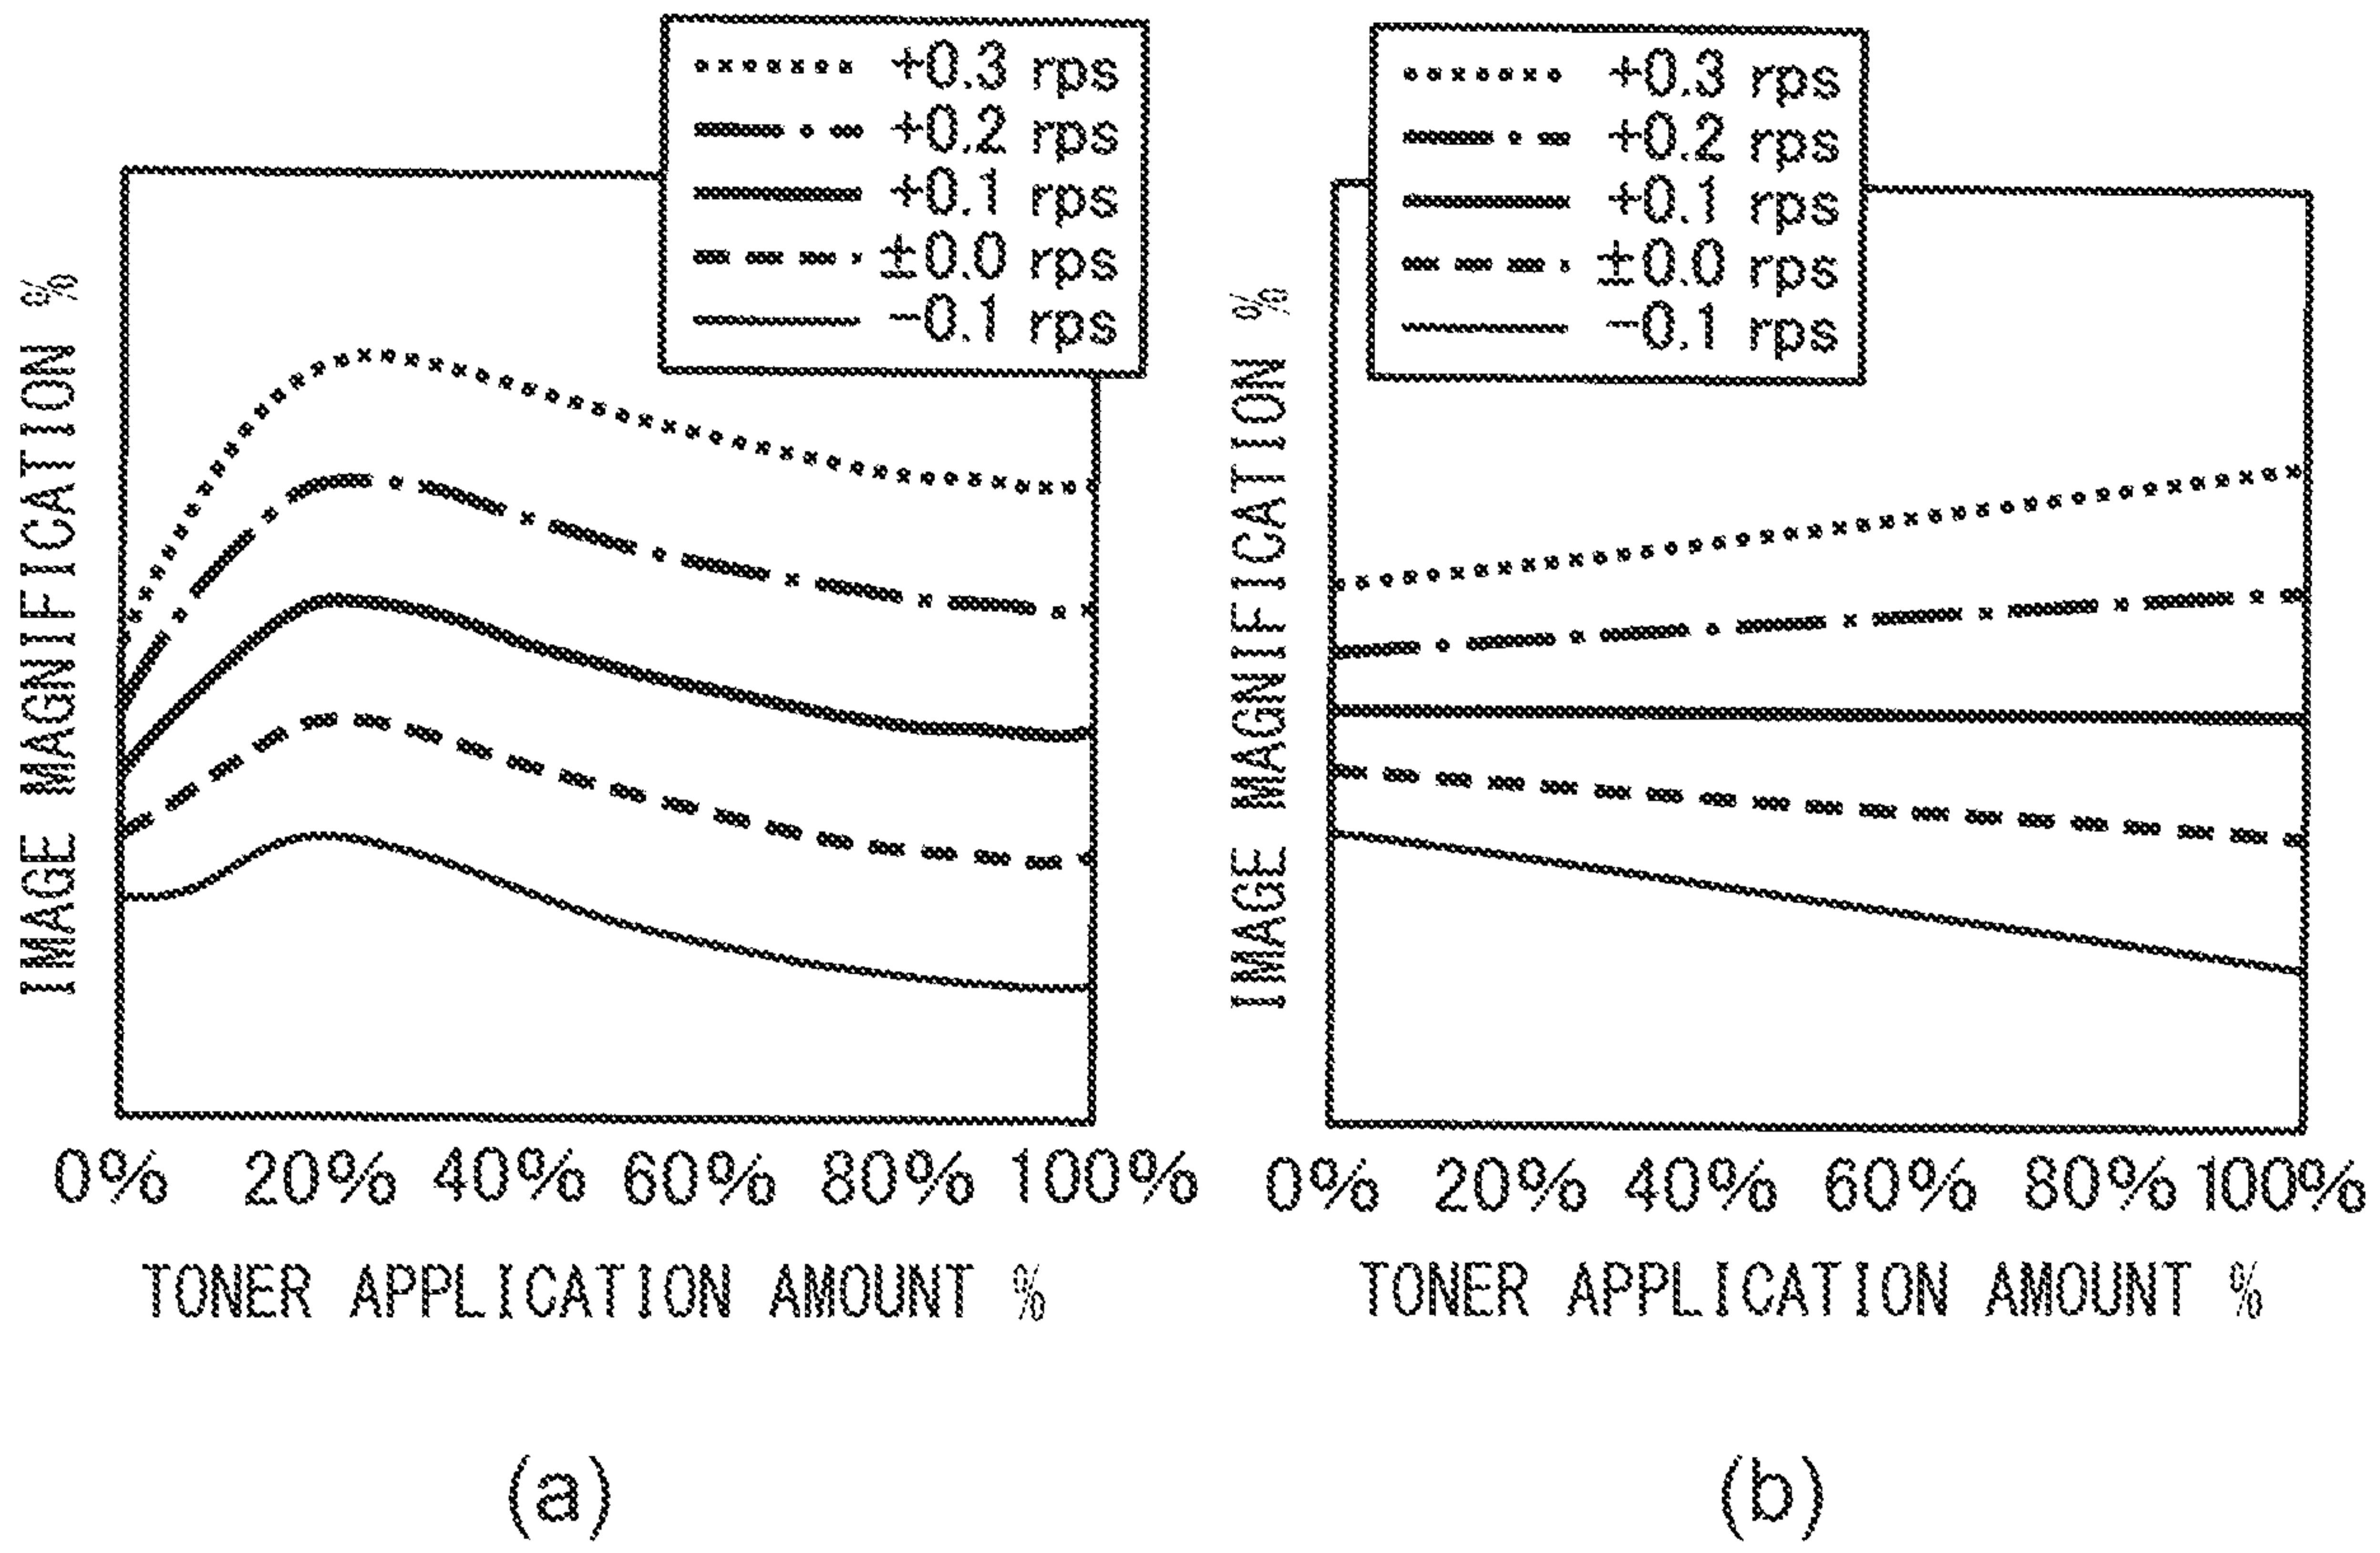 +0.3 rps
+0.2 rps
+0.1 rps
±0.0 rps
-0.1 rps
IMAGE MAGNIFICATION %
0% 20% 40% 60% 80% 100%
TONER APPLICATION AMOUNT %
(a)
+0.3 rps
+0.2 rps
+0.1 rps
±0.0 rps
-0.1 rps
IMAGE MAGNIFICATION %
0% 20% 40% 60% 80% 100%
TONER APPLICATION AMOUNT %
(b)